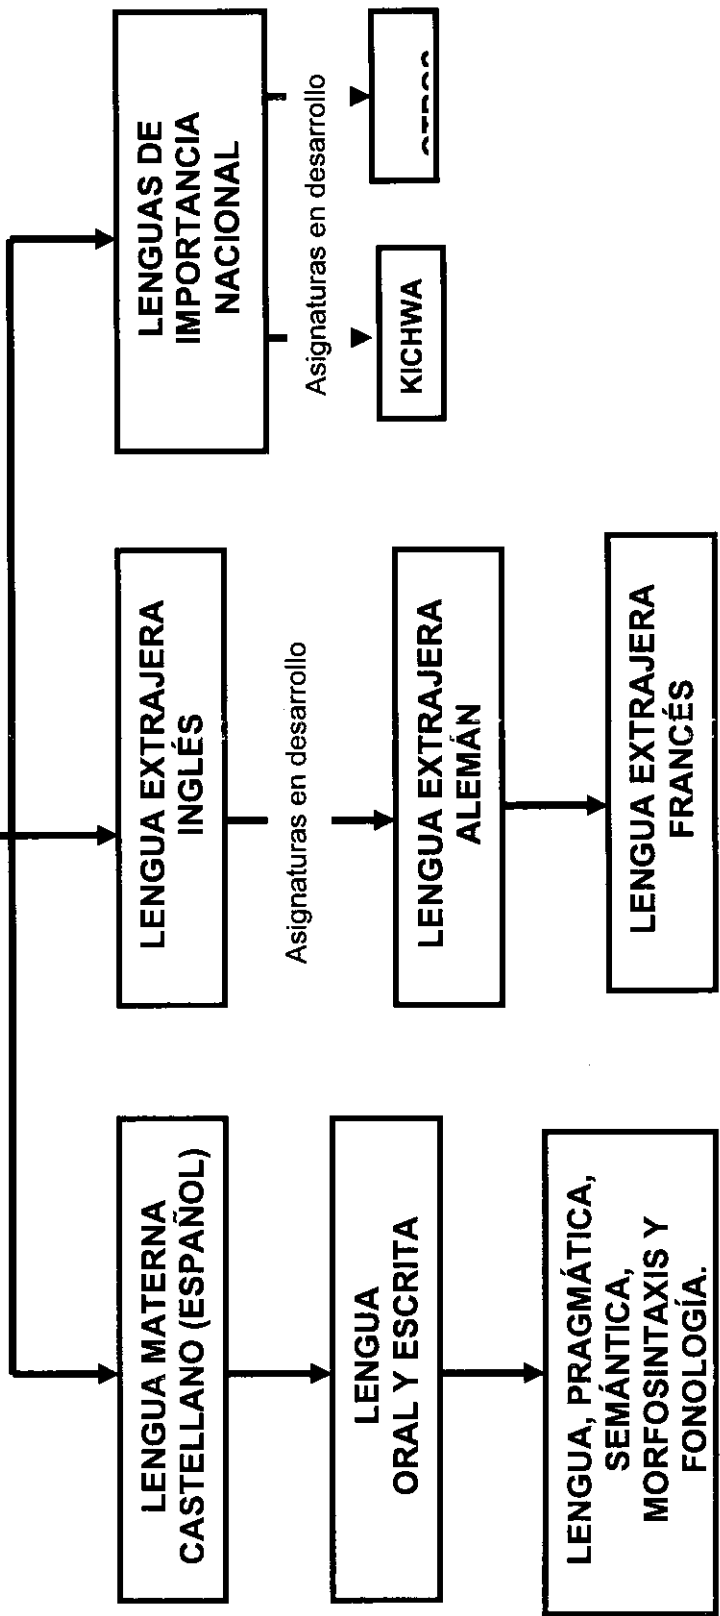 LENGUA MATERNA
CASTELLANO (ESPAÑOL)
LENGUA
ORAL Y ESCRITA
LENGUA, PRAGMÁTICA,
SEMÁNTICA,
MORFOSINTAXIS Y
FONOLOGÍA.
LENGUA EXTRAJERA
INGLÉS
Asignaturas en desarrollo
LENGUA EXTRAJERA
ALEMÁN
LENGUA EXTRAJERA
FRANCÉS
LENGUAS DE
IMPORTANCIA
NACIONAL
Asignaturas en desarrollo
KICHWA